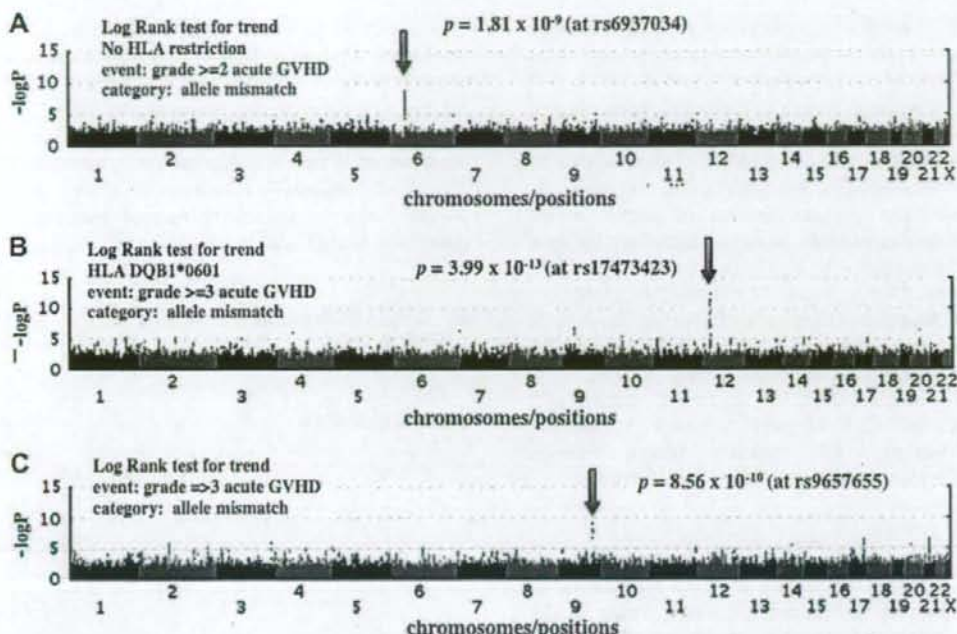 A
Log Rank test for trend
No HLA restriction
event: grade >=2 acute GVHD
category: allele mismatch
p = 1.81 x 10-9 (at rs6937034)
-logP
15
10
5
0
2 4 6 8 10 12 14 16 18 20 22
1 3 5 7 9 11 13 15 17 19 21 X
chromosomes/positions
B
Log Rank test for trend
HLA DQB1*0601
event: grade >=3 acute GVHD
category: allele mismatch
p = 3.99 x 10-13 (at rs17473423)
-logP
15
10
5
0
2 4 6 8 10 12 14 16 18 20 22
1 3 5 7 9 11 13 15 17 19 21
chromosomes/positions
C
Log Rank test for trend
event: grade =>3 acute GVHD
category: allele mismatch
p = 8.56 x 10-10 (at rs9657655)
-logP
15
10
5
0
2 4 6 8 10 12 14 16 18 20 22
1 3 5 7 9 11 13 15 17 19 21 X
chromosomes/positions